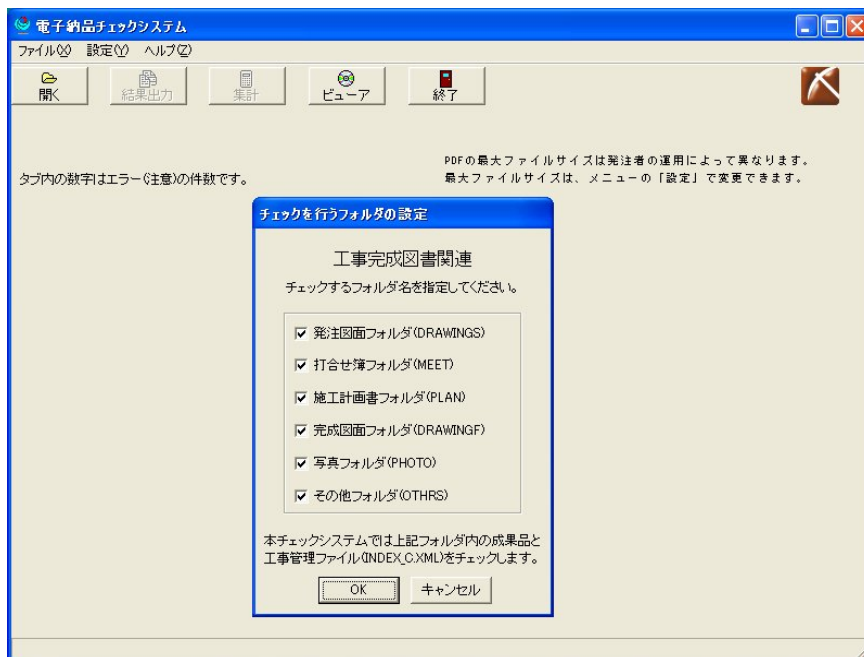 電子納品チェックシステム
ファイル(X) 設定(Y) ヘルプ(Z)
開く 結果出力 集計 ビューア 終了
PDFの最大ファイルサイズは発注者の運用によって異なります。
タブ内の数字はエラー(注意)の件数です。
最大ファイルサイズは、メニューの「設定」で変更できます。
チェックを行うフォルダの設定
工事完成図書関連
チェックするフォルダ名を指定してください。
発注図面フォルダ(DRAWINGS)
打合せ簿フォルダ(MEET)
施工計画書フォルダ(PLAN)
完成図面フォルダ(DRAWINGF)
写真フォルダ(PHOTO)
その他フォルダ(OTHRS)
本チェックシステムでは上記フォルダ内の成果品と
工事管理ファイル(INDEX_C.XML)をチェックします。
OK キャンセル